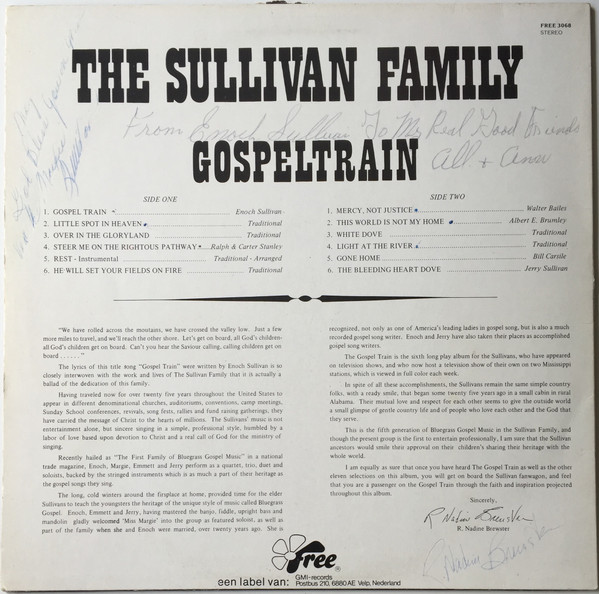 FREE 3068
STEREO
THE SULLIVAN FAMILY
From Enoch Sullivan To My Real Good Friends
All + Ann
GOSPELTRAIN
God Bless You
Margie Sullivan
SIDE ONE
1. GOSPEL TRAIN Enoch Sullivan
2. LITTLE SPOT IN HEAVEN Traditional
3. OVER IN THE GLORYLAND Traditional
4. STEER ME ON THE RIGHTOUS PATHWAY Ralph & Carter Stanley
5. REST - Instrumental Traditional - Arranged
6. HE WILL SET YOUR FIELDS ON FIRE Traditional
SIDE TWO
1. MERCY, NOT JUSTICE Walter Bailes
2. THIS WORLD IS NOT MY HOME Albert E. Brumley
3. WHITE DOVE Traditional
4. LIGHT AT THE RIVER Traditional
5. GONE HOME Bill Carsile
6. THE BLEEDING HEART DOVE Jerry Sullivan
"We have rolled across the moutains, we have crossed the valley low. Just a few
more miles to travel, and we'll reach the other shore. Let's get on board, all God's children-
all God's children get on board. Can't you hear the Saviour calling, calling children get
on board . . . . . ."
The lyrics of this title song "Gospel Train" were written by Enoch Sullivan is so
closely interwoven with the work and lives of The Sullivan Family that it is actually a
ballad of the dedication of this family.
Having traveled now for over twenty five years throughout the United States to
appear in different denominational churches, auditoriums, conventions, camp meetings,
Sunday School conferences, revivals, song fests, rallies and fund raising gatherings, they
have carried the message of Christ to the hearts of millions. The Sullivans' music is not
entertainment alone, but sincere singing in a simple, professional style, humbled by a
labor of love based upon devotion to Christ and a real call of God for the ministry of
singing.
Recently hailed as "The First Family of Bluegrass Gospel Music" in a national
trade magazine, Enoch, Margie, Emmett and Jerry perform as a quartet, trio, duet and
soloists, backed by the stringed instruments which is as much a part of their heritage as
the gospel songs they sing.
The long, cold winters around the firsplace at home, provided time for the elder
Sullivans to teach the youngsters the heritage of the unique style of music called Bluegrass
Gospel. Enoch, Emmett and Jerry, having mastered the banjo, fiddle, upright bass and
mandolin gladly welcomed 'Miss Margie' into the group as featured soloist, as well as
part of the family when she and Enoch were married, over twenty years ago. She is
recognized, not only as one of America's leading ladies in gospel song, but is also a much
recorded gospel song writer. Enoch and Jerry have also taken their places as accomplished
gospel song writers.
The Gospel Train is the sixth long play album for the Sullivans, who have appeared
on television shows, and who now host a television show of their own on two Mississippi
stations, which is viewed in full color each week.
In spite of all these accomplishments, the Sullivans remain the same simple country
folks, with a ready smile, that began some twenty five years ago in a small cabin in rural
Alabama. Their mutual love and respect for each other seems to give the outside world
a small glimpse of gentle country life and of people who love each other and the God that
they serve.
This is the fifth generation of Bluegrass Gospel Music in the Sullivan Family, and
though the present group is the first to entertain professionally, I am sure that the Sullivan
ancestors would smile their approval on their children's sharing their heritage with the
whole world.
I am equally as sure that once you have heard The Gospel Train as well as the other
eleven selections on this album, you will get on board the Sullivan fanwagon, and feel
that you are a passenger on the Gospel Train through the faith and inspiration projected
throughout this album.
Sincerely,
R. Nadine Brewster
R. Nadine Brewster
Nadine Brewster
Free
een label van: GMI-records
Postbus 210, 6880 AE Velp, Nederland